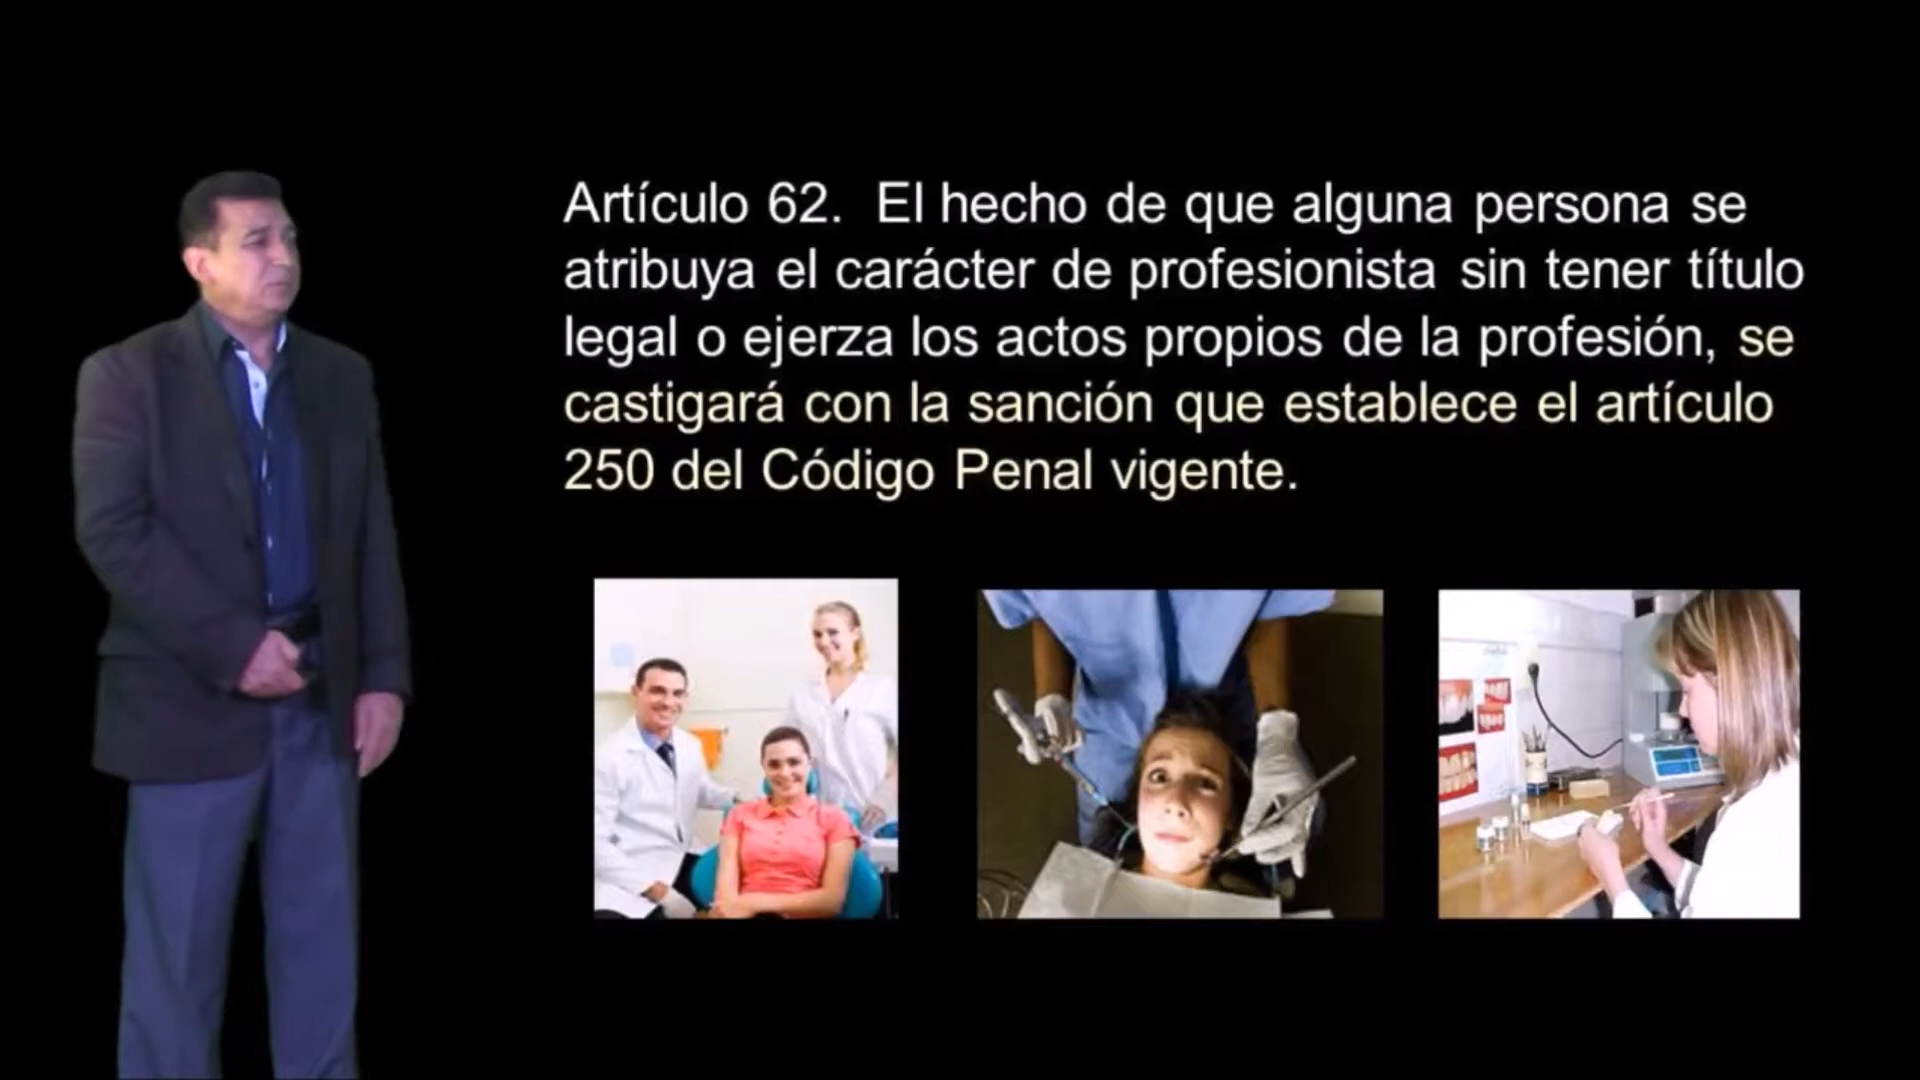 Artículo 62.  El hecho de que alguna persona se
atribuya el carácter de profesionista sin tener título
legal o ejerza los actos propios de la profesión, se
castigará con la sanción que establece el artículo
250 del Código Penal vigente.